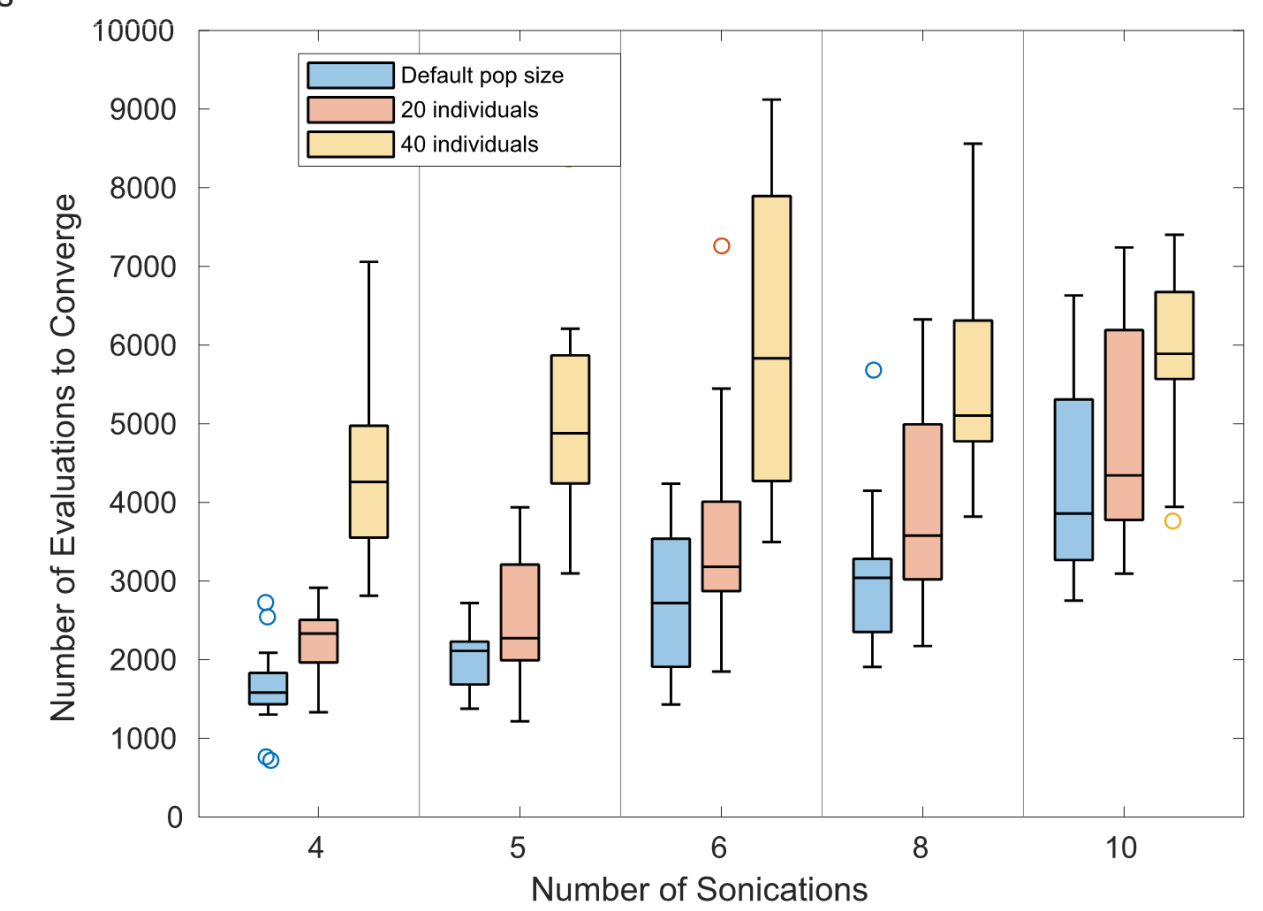 10000
9000
8000
7000
6000
5000
4000
3000
2000
1000
0
Number of Evaluations to Converge
Default pop size
20 individuals
40 individuals
4 5 6 8 10
Number of Sonications